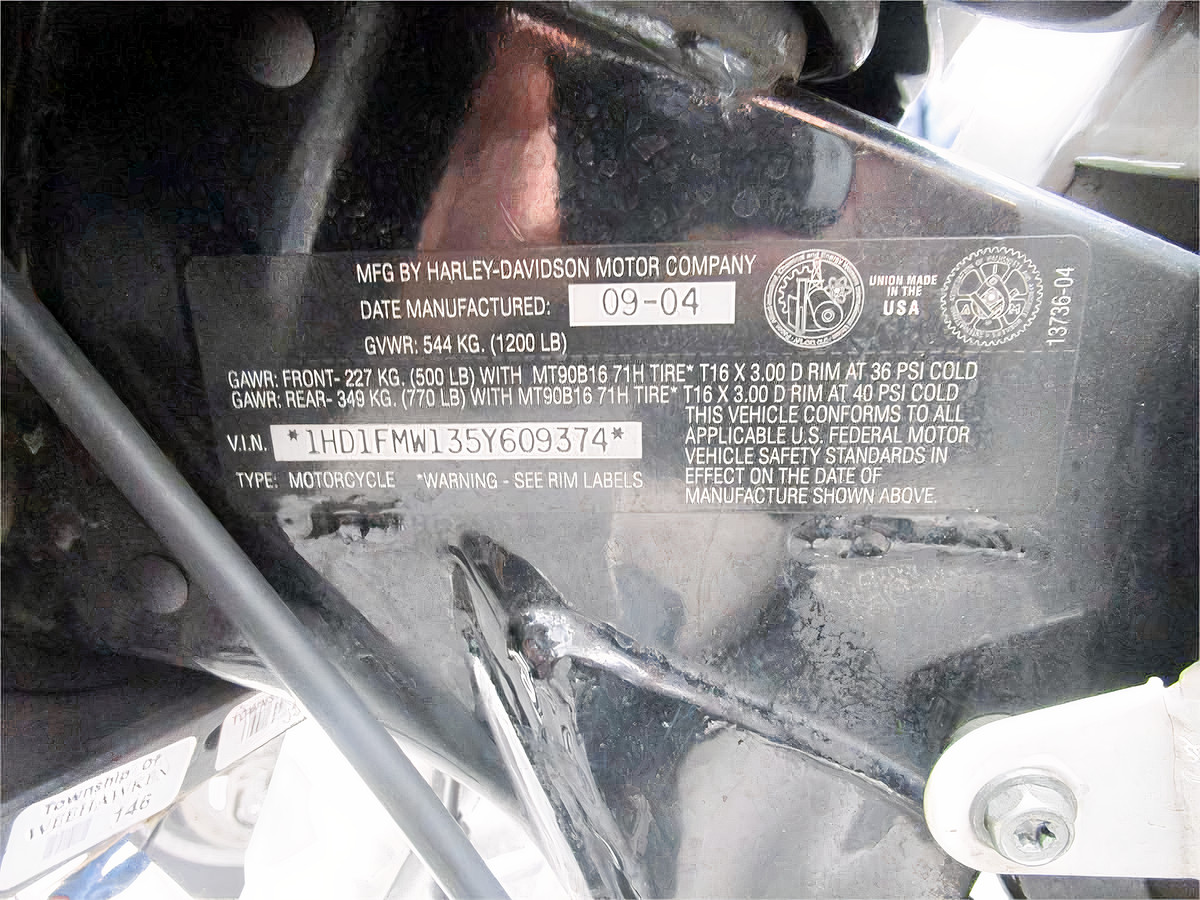 MFG BY HARLEY-DAVIDSON MOTOR COMPANY
DATE MANUFACTURED: 09-04
GVWR: 544 KG. (1200 LB)
UNION MADE
IN THE
USA
13736-04
GAWR: FRONT- 227 KG. (500 LB) WITH MT90B16 71H TIRE* T16 X 3.00 D RIM AT 36 PSI COLD
GAWR: REAR- 349 KG. (770 LB) WITH MT90B16 71H TIRE* T16 X 3.00 D RIM AT 40 PSI COLD
V.I.N. *1HD1FMW135Y609374*
TYPE: MOTORCYCLE *WARNING - SEE RIM LABELS
THIS VEHICLE CONFORMS TO ALL
APPLICABLE U.S. FEDERAL MOTOR
VEHICLE SAFETY STANDARDS IN
EFFECT ON THE DATE OF
MANUFACTURE SHOWN ABOVE.
Township Of
WEEHAWKEN
146